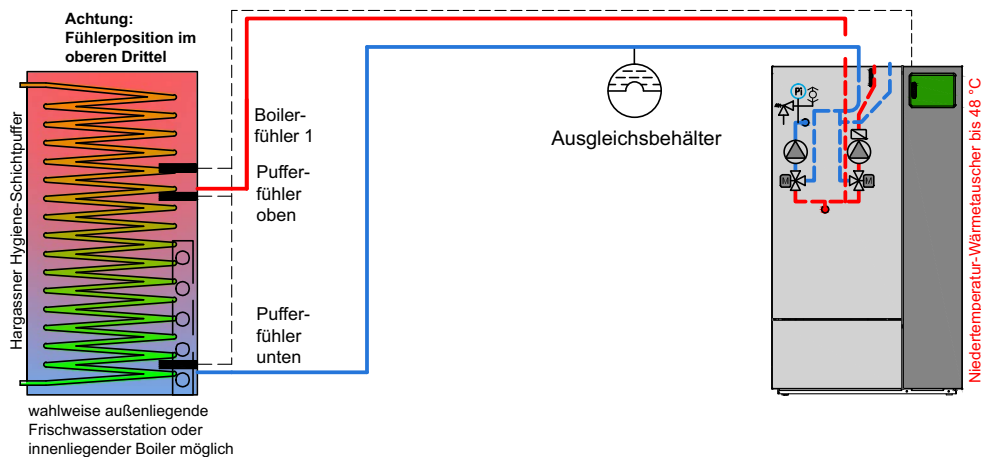 Achtung:
Fühlerposition im
oberen Drittel
Hargassner Hygiene-Schichtpuffer
Boiler-
fühler 1
Puffer-
fühler
oben
Puffer-
fühler
unten
wahlweise außenliegende
Frischwasserstation oder
innenliegender Boiler möglich
Ausgleichsbehälter
PI
M
M
Niedertemperatur-Wärmetauscher bis 48 °C